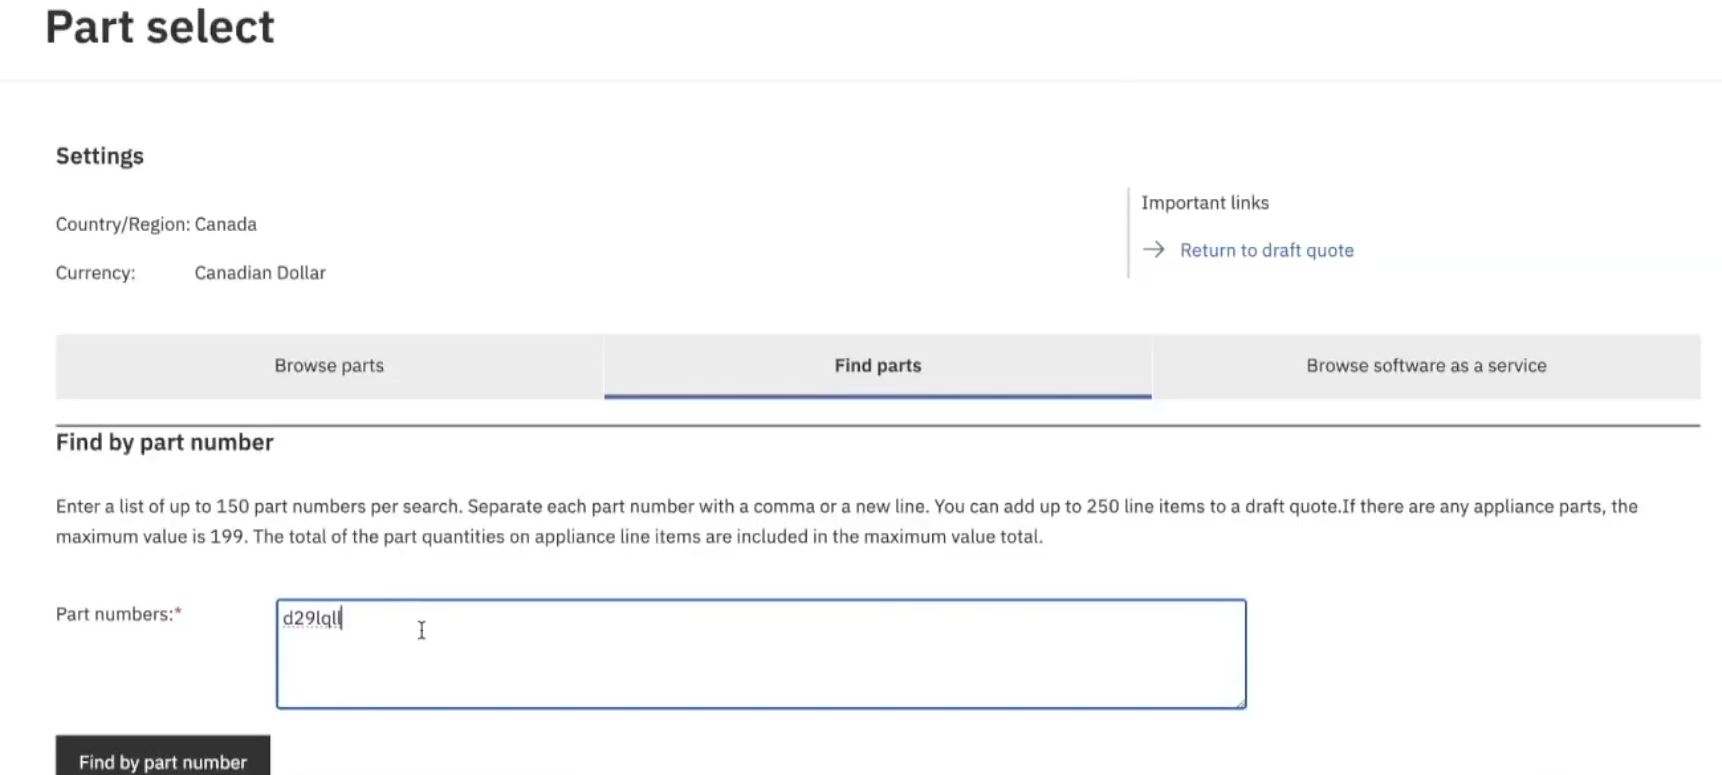 Part select
Settings
Country/Region: Canada
Currency: Canadian Dollar
Important links
Return to draft quote
Browse parts
Find parts
Browse software as a service
Find by part number
Enter a list of up to 150 part numbers per search. Separate each part number with a comma or a new line. You can add up to 250 line items to a draft quote.If there are any appliance parts, the
maximum value is 199. The total of the part quantities on appliance line items are included in the maximum value total.
Part numbers:*
d29lqll
Find by part number